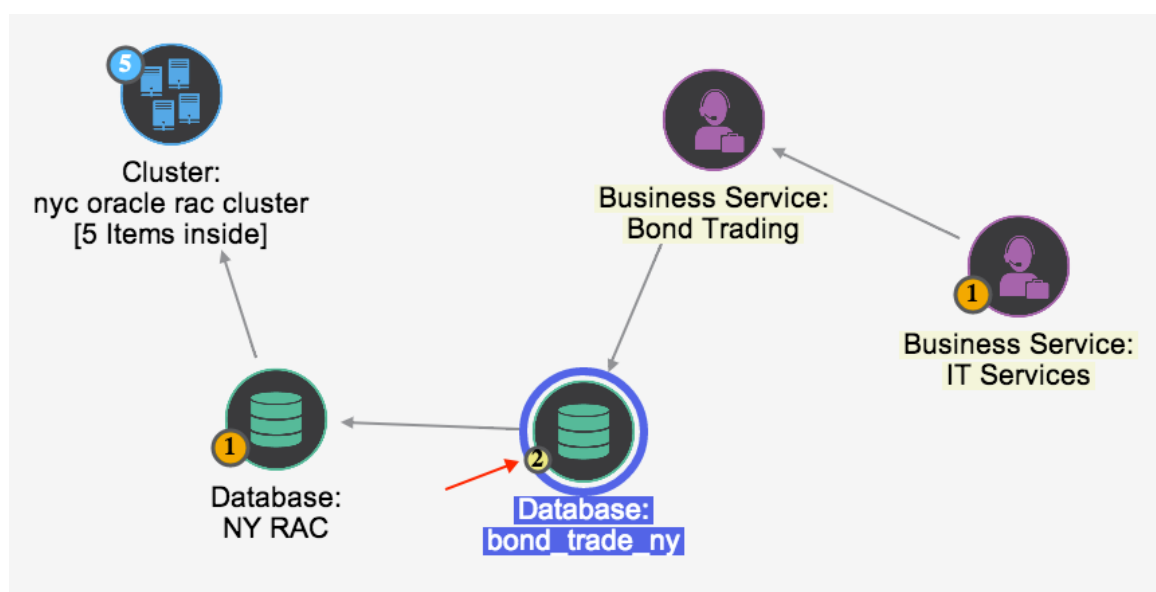 5
Cluster:
nyc oracle rac cluster
[5 Items inside]
Business Service:
Bond Trading
1
Business Service:
IT Services
1
Database:
NY RAC
2
Database:
bond_trade_ny